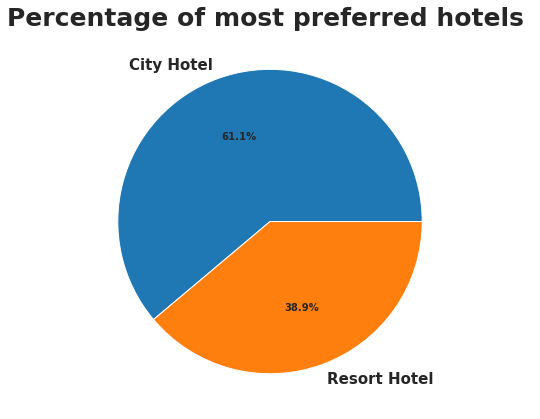 Percentage of most preferred hotels
City Hotel
61.1%
38.9%
Resort Hotel